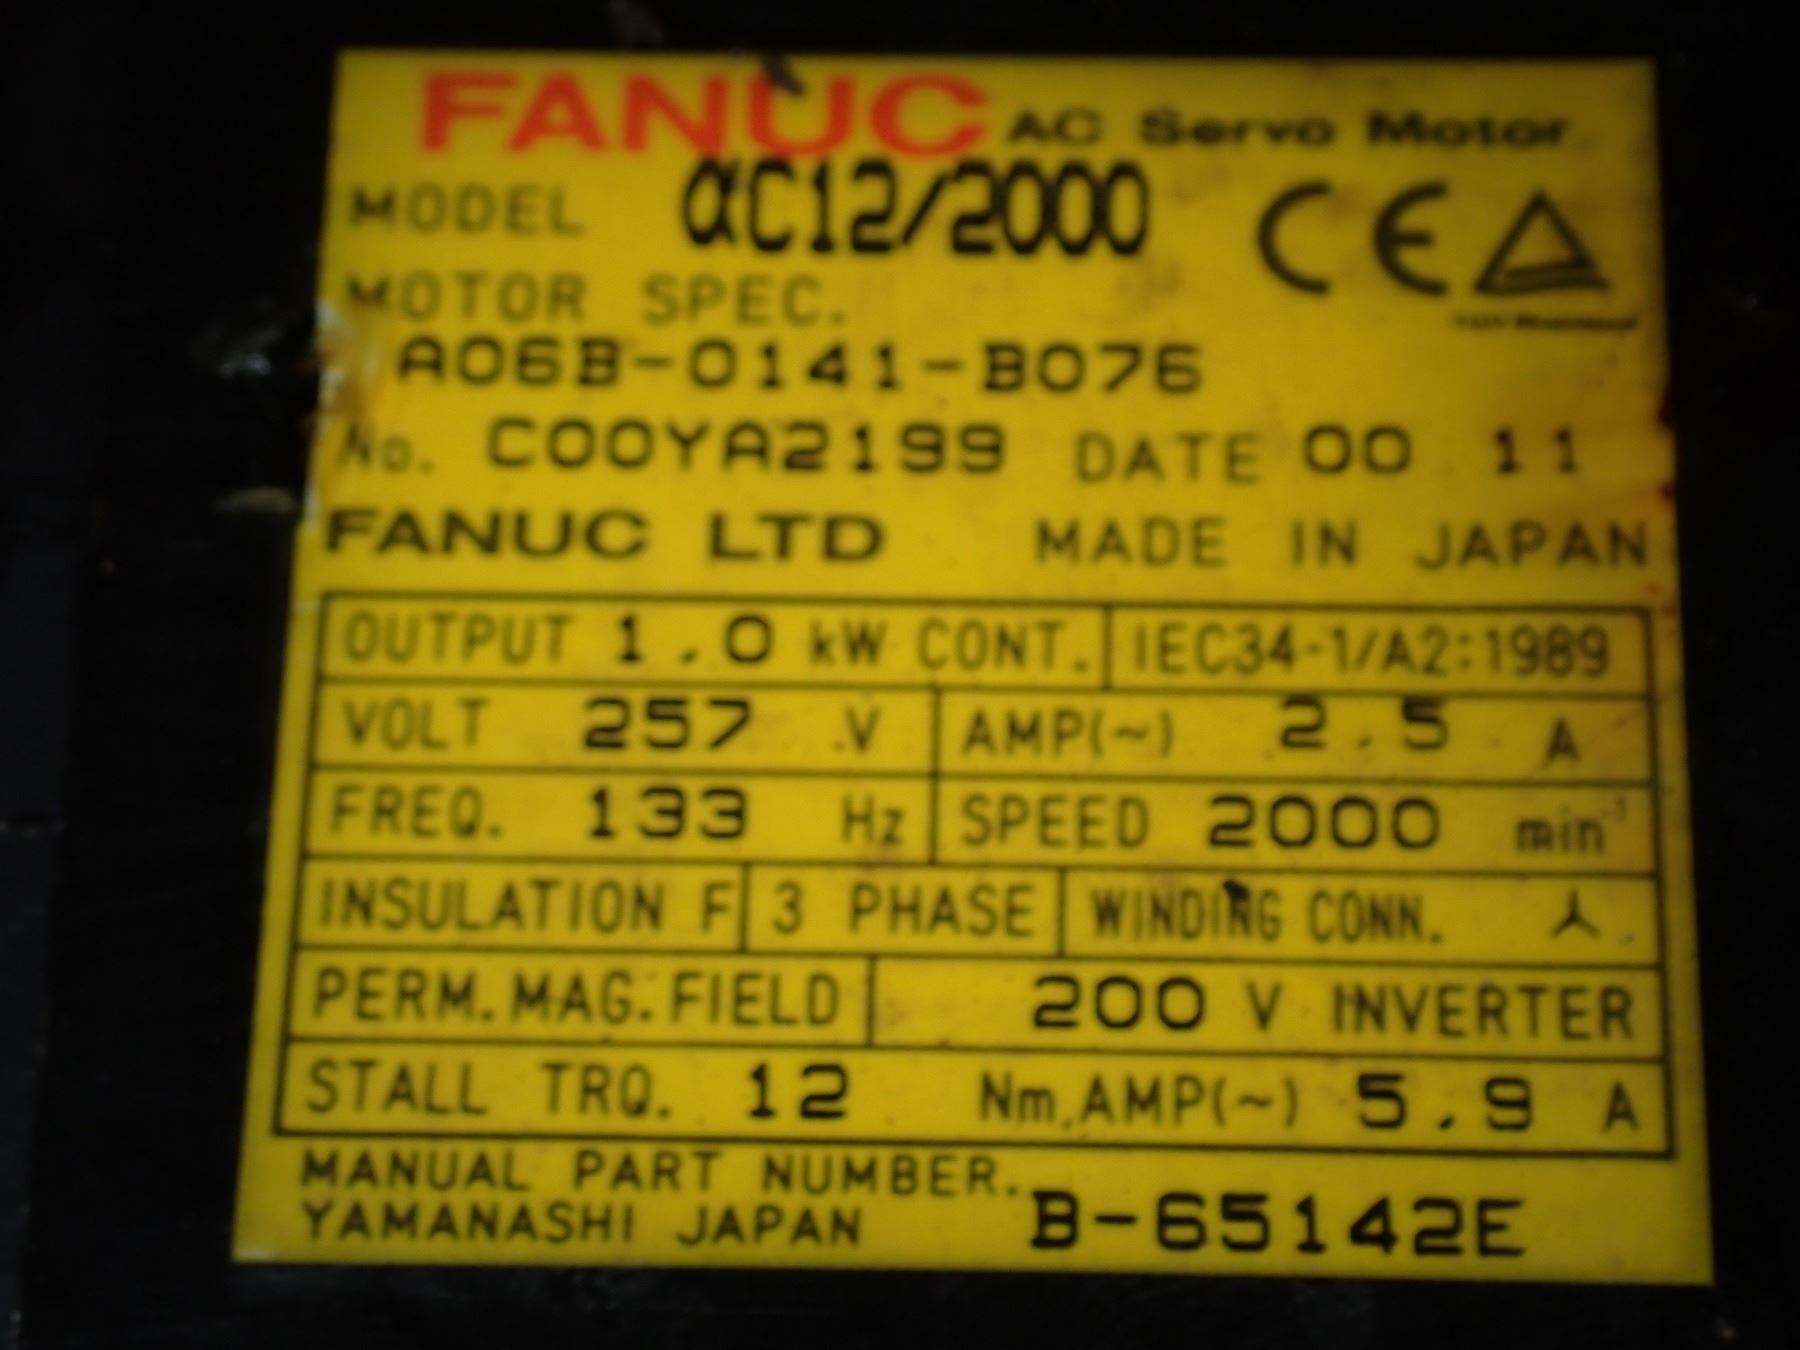 FANUC AC Servo Motor
MODEL αC12/2000
CE
MOTOR SPEC.
A06B-0141-B076
No. C00YA2199 DATE 00 11
FANUC LTD MADE IN JAPAN
OUTPUT 1.0 kW CONT. IEC34-1/A2:1989
VOLT 257 V AMP(~) 2.5 A
FREQ. 133 Hz SPEED 2000 min⁻¹
INSULATION F 3 PHASE WINDING CONN.
PERM.MAG.FIELD 200 V INVERTER
STALL TRQ. 12 Nm,AMP(~) 5.9 A
MANUAL PART NUMBER.
YAMANASHI JAPAN B-65142E